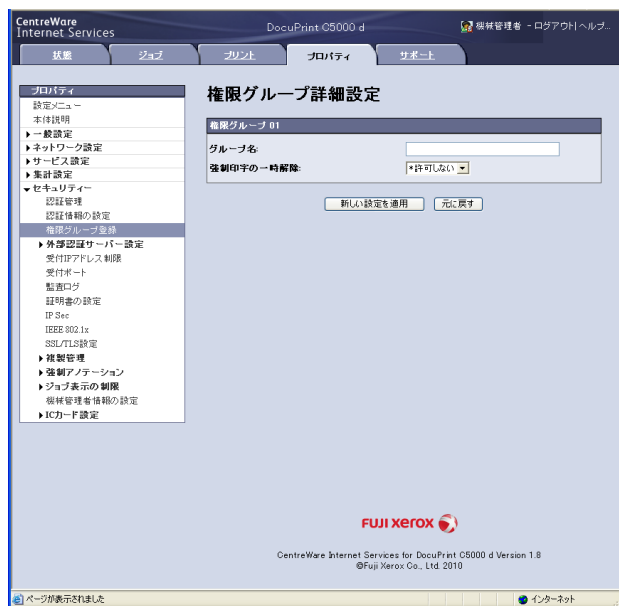 CentreWare
Internet Services
DocuPrint C5000 d
機械管理者 - ログアウト|ヘルプ...
状態
ジョブ
プリント
プロパティ
サポート
プロパティ
設定メニュー
本体説明
一般設定
ネットワーク設定
サービス設定
集計設定
セキュリティー
認証管理
認証情報の設定
権限グループ登録
外部認証サーバー設定
受付IPアドレス制限
受付ポート
監査ログ
証明書の設定
IP Sec
IEEE 802.1x
SSL/TLS設定
複製管理
強制アノテーション
ジョブ表示の制限
機械管理者情報の設定
ICカード設定
権限グループ詳細設定
権限グループ 01
グループ名:
強制印字の一時解除:
*許可しない
新しい設定を適用
元に戻す
FUJI XEROX
CentreWare Internet Services for DocuPrint C5000 d Version 1.8
©Fuji Xerox Co., Ltd. 2010
ページが表示されました
インターネット